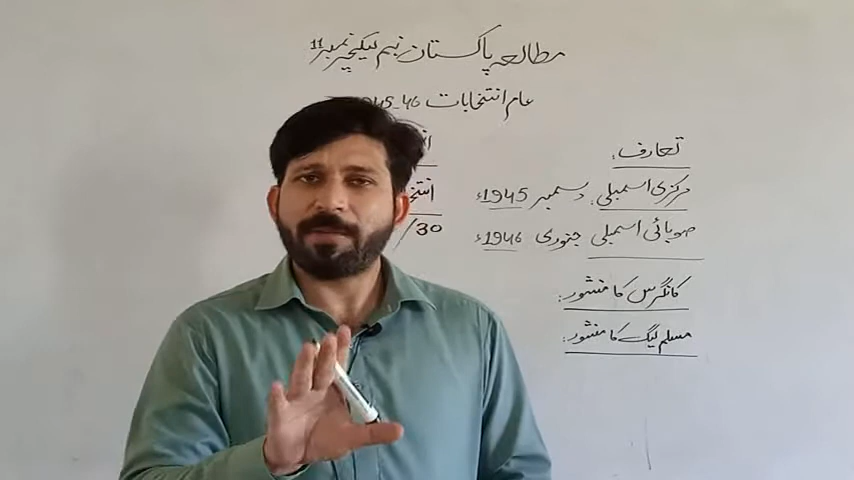 مطالعہ پاکستان نہم لیکچر نمبر 11
عام انتخابات 46-1945
تعارف:
مرکزی اسمبلی: دسمبر 1945ء
صوبائی اسمبلی جنوری 1946ء
کانگرس کا منشور:
مسلم لیگ کا منشور:
/30